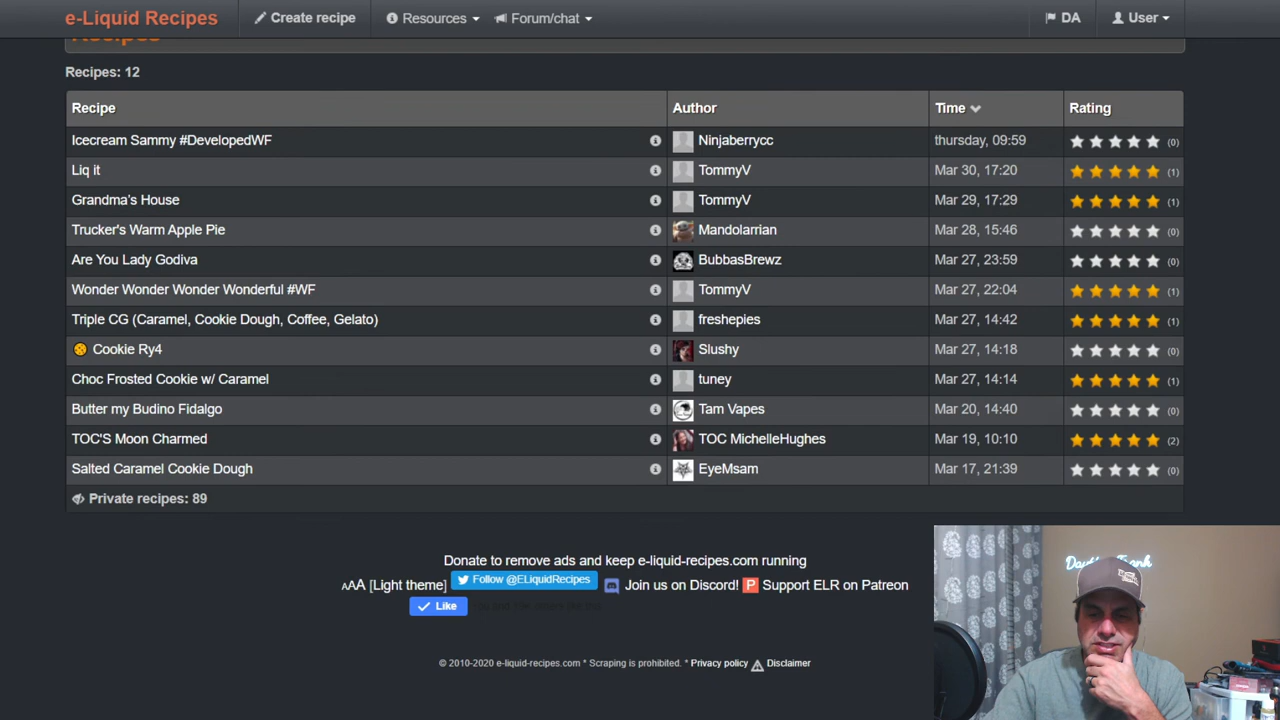 e-Liquid Recipes Create recipe Resources Forum/chat DA User
Recipes
Recipes: 12
Recipe Author Time Rating
Icecream Sammy #DevelopedWF Ninjaberrycc thursday, 09:59 (0)
Liq it TommyV Mar 30, 17:20 (1)
Grandma's House TommyV Mar 29, 17:29 (1)
Trucker's Warm Apple Pie Mandolarrian Mar 28, 15:46 (0)
Are You Lady Godiva BubbasBrewz Mar 27, 23:59 (0)
Wonder Wonder Wonder Wonderful #WF TommyV Mar 27, 22:04 (1)
Triple CG (Caramel, Cookie Dough, Coffee, Gelato) freshepies Mar 27, 14:42 (1)
Cookie Ry4 Slushy Mar 27, 14:18 (0)
Choc Frosted Cookie w/ Caramel tuney Mar 27, 14:14 (1)
Butter my Budino Fidalgo Tam Vapes Mar 20, 14:40 (0)
TOC'S Moon Charmed TOC MichelleHughes Mar 19, 10:10 (2)
Salted Caramel Cookie Dough EyeMsam Mar 17, 21:39 (0)
Private recipes: 89
Donate to remove ads and keep e-liquid-recipes.com running
AAA [Light theme] Follow @ELiquidRecipes Join us on Discord! Support ELR on Patreon
Like
© 2010-2020 e-liquid-recipes.com * Scraping is prohibited. * Privacy policy Disclaimer